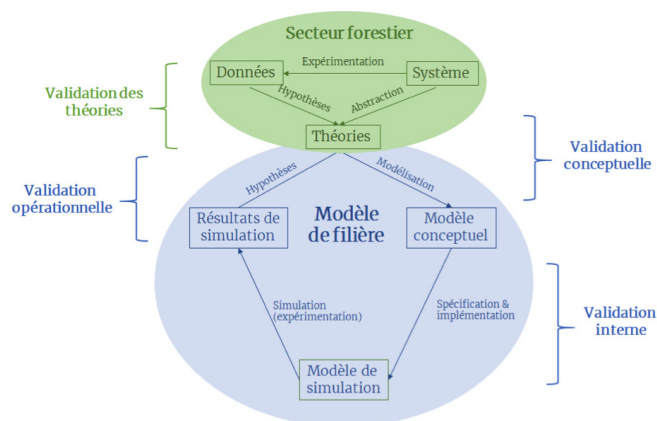 Secteur forestier
Données
Expérimentation
Système
Validation des
théories
Hypothèses
Abstraction
Théories
Validation
conceptuelle
Validation
opérationnelle
Hypothèses
Modélisation
Résultats de
simulation
Modèle
de filière
Modèle
conceptuel
Simulation
(expérimentation)
Spécification &
implémentation
Validation
interne
Modèle de
simulation